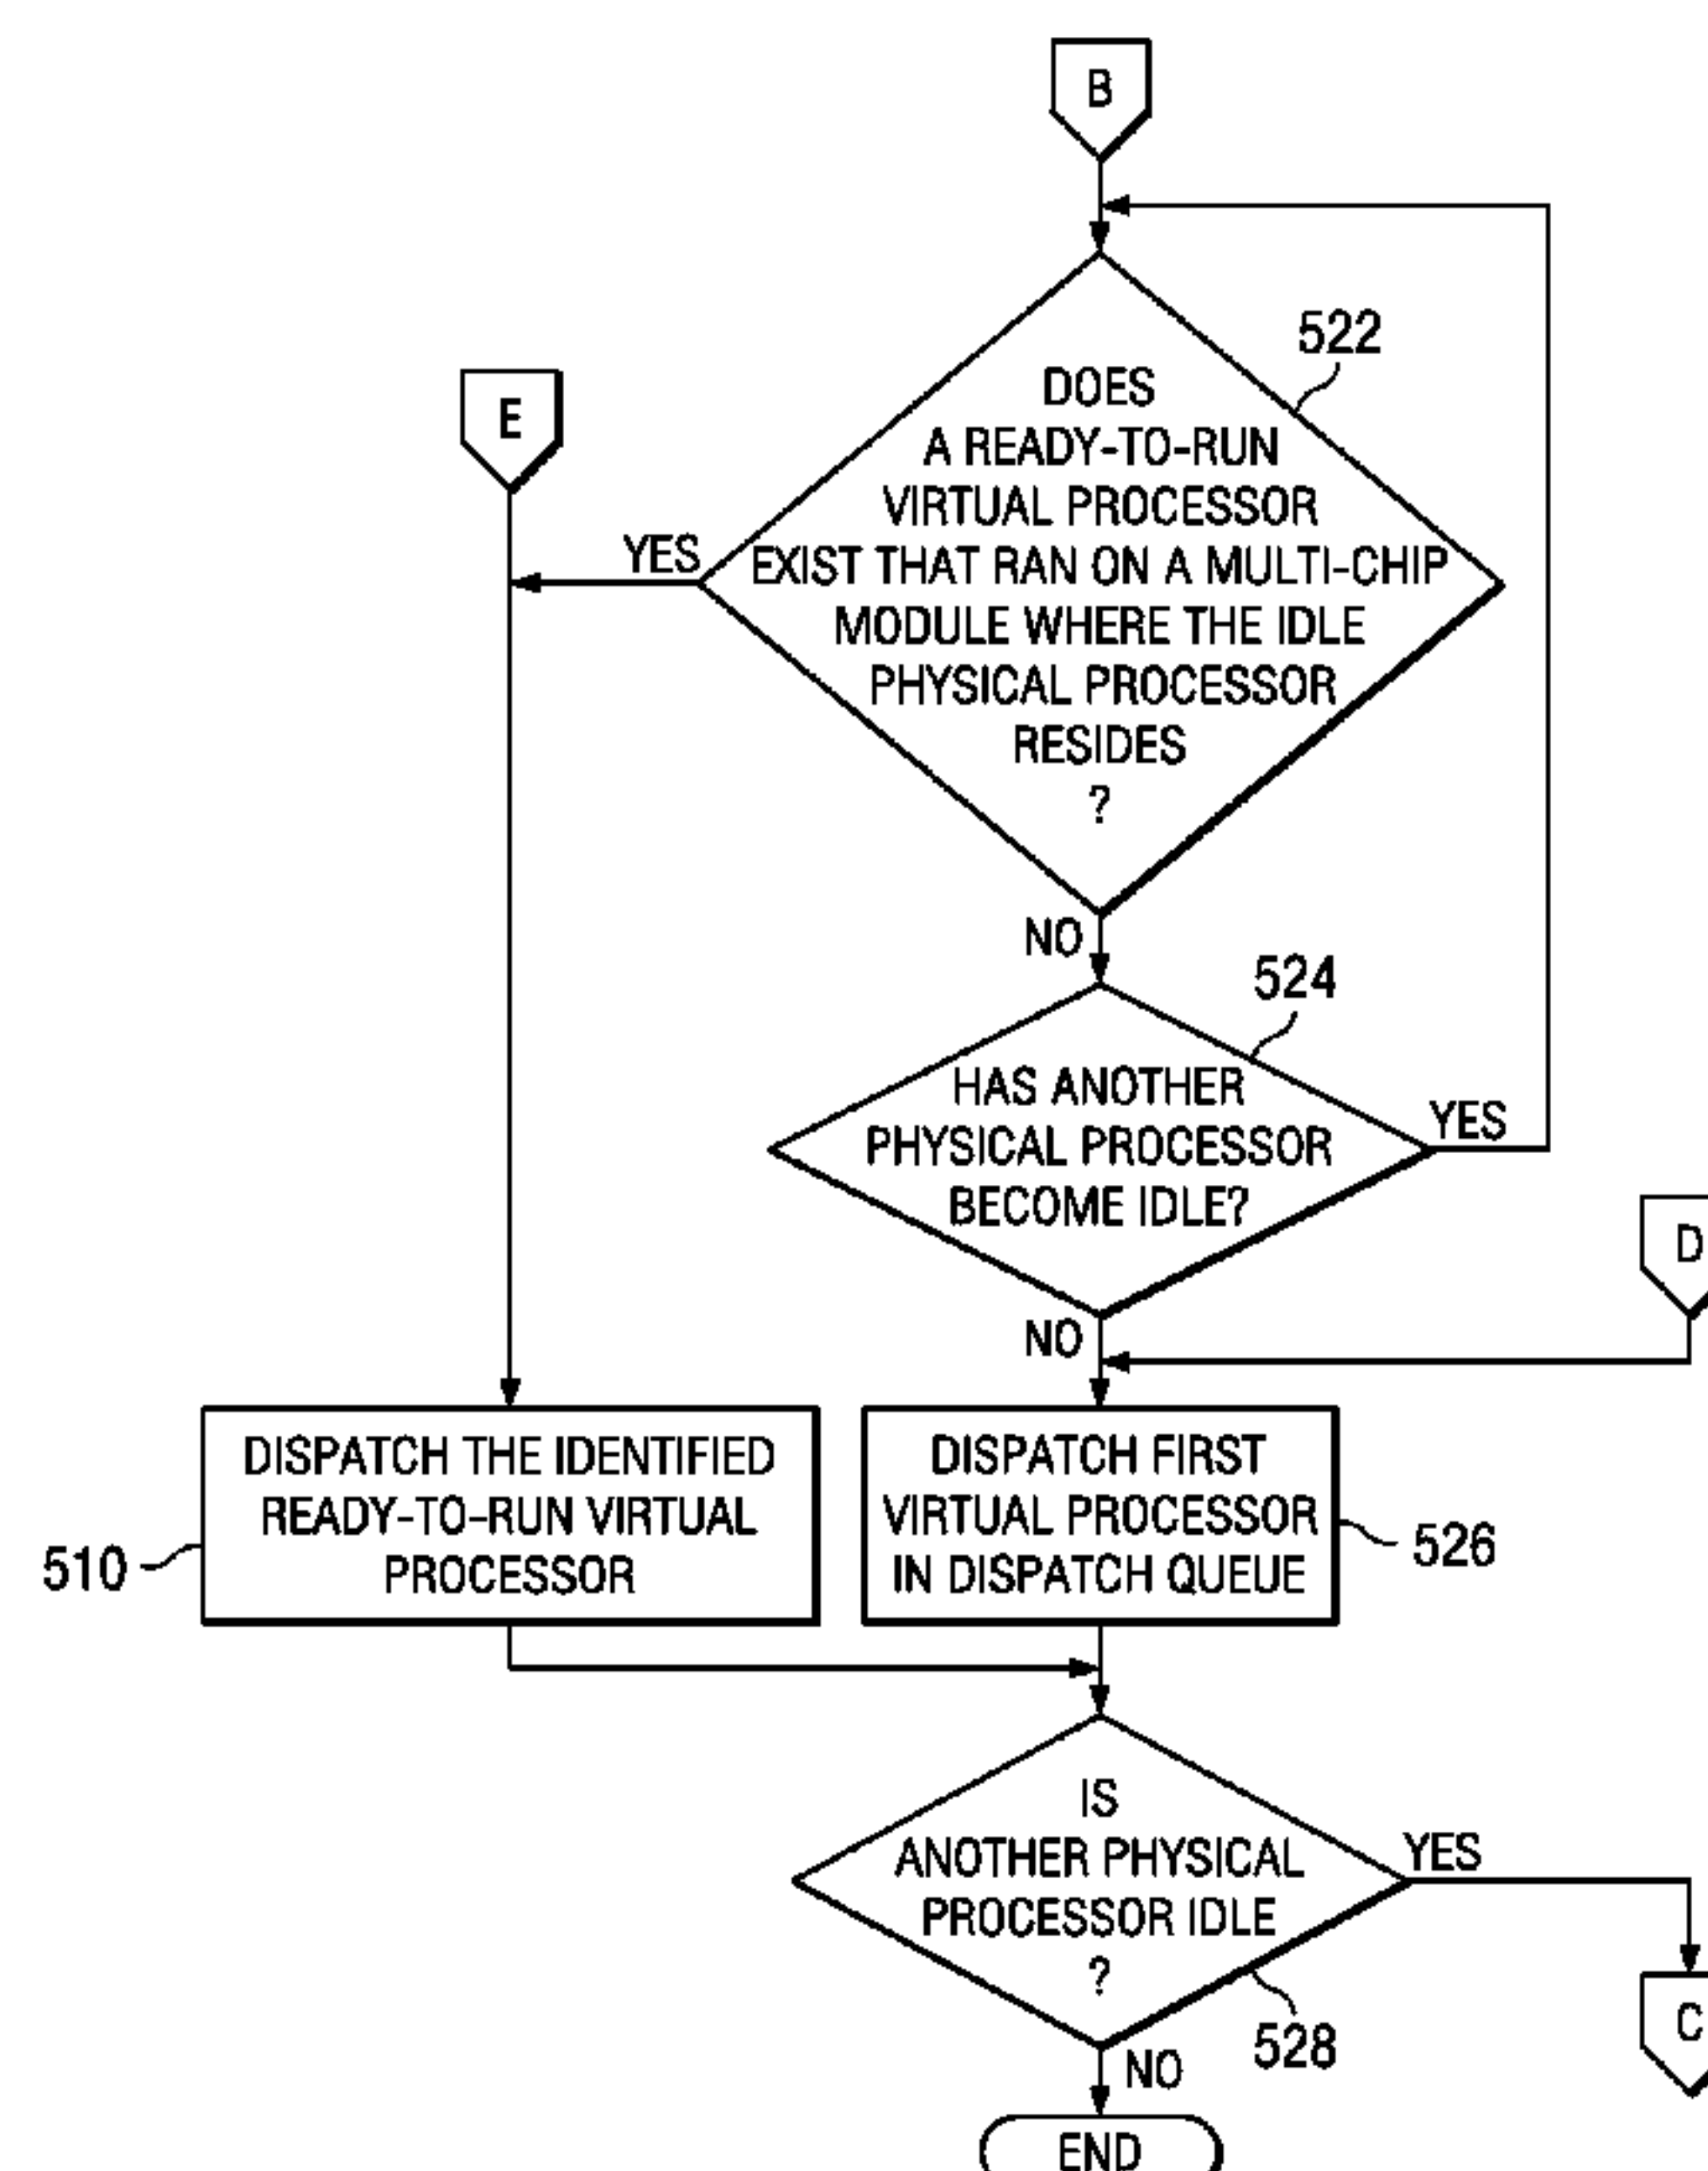 B
522
E
DOES
A READY-TO-RUN
VIRTUAL PROCESSOR
YES
EXIST THAT RAN ON A MULTI-CHIP
MODULE WHERE THE IDLE
PHYSICAL PROCESSOR
RESIDES
?
NO
524
HAS ANOTHER
PHYSICAL PROCESSOR
BECOME IDLE?
YES
D
NO
DISPATCH THE IDENTIFIED
READY-TO-RUN VIRTUAL
PROCESSOR
510
DISPATCH FIRST
VIRTUAL PROCESSOR
IN DISPATCH QUEUE
526
IS
ANOTHER PHYSICAL
PROCESSOR IDLE
?
YES
528
C
NO
END